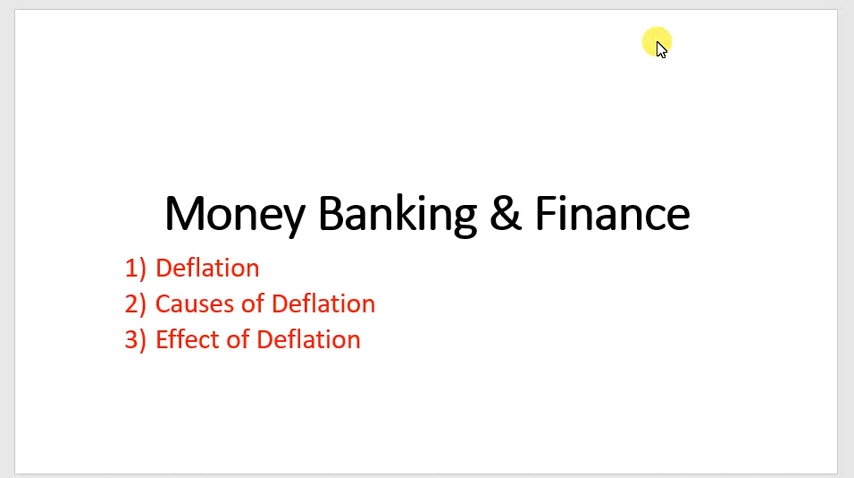 Money Banking & Finance
1) Deflation
2) Causes of Deflation
3) Effect of Deflation